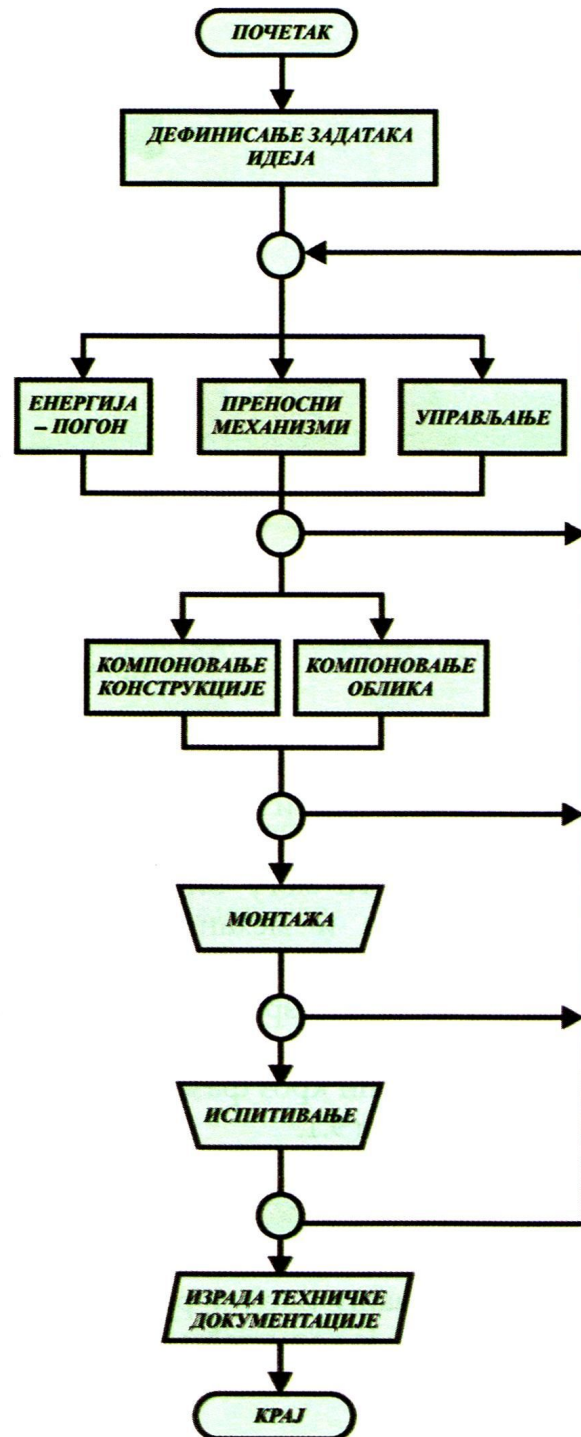 ПОЧЕТАК
ДЕФИНИСАЊЕ ЗАДАТАКА
ИДЕЈА
ЕНЕРГИЈА
– ПОГОН
ПРЕНОСНИ
МЕХАНИЗМИ
УПРАВЉАЊЕ
КОМПОНОВАЊЕ
КОНСТРУКЦИЈЕ
КОМПОНОВАЊЕ
ОБЛИКА
МОНТАЖА
ИСПИТИВАЊЕ
ИЗРАДА ТЕХНИЧКЕ
ДОКУМЕНТАЦИЈЕ
КРАЈ